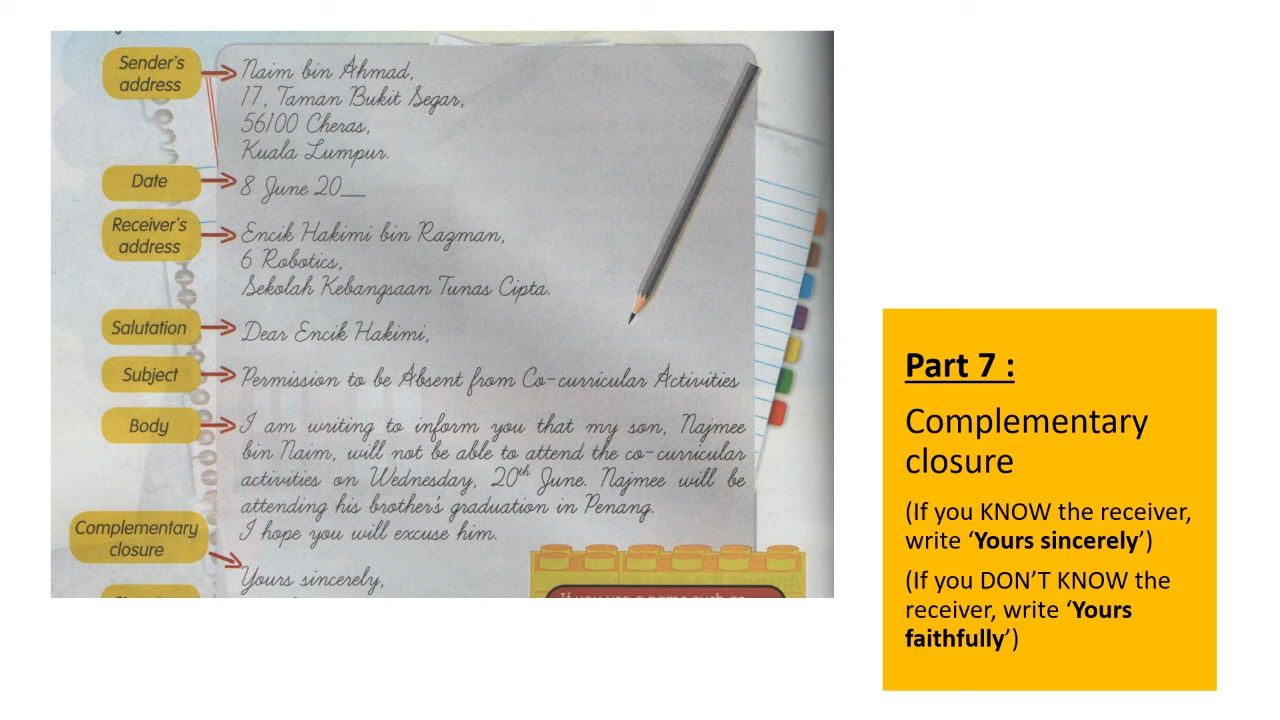 Sender's
address
Naim bin Ahmad,
17, Taman Bukit Segar,
56100 Cheras,
Kuala Lumpur.
Date
8 June 20__
Receiver's
address
Encik Hakimi bin Razman,
6 Robotics,
Sekolah Kebangsaan Tunas Cipta.
Salutation
Dear Encik Hakimi,
Subject
Permission to be Absent from Co-curricular Activities
Body
I am writing to inform you that my son, Najmee
bin Naim, will not be able to attend the co-curricular
activities on Wednesday, 20th June. Najmee will be
attending his brother's graduation in Penang.
I hope you will excuse him.
Complementary
closure
Yours sincerely,
Part 7 :
Complementary
closure
(If you KNOW the receiver,
write ‘Yours sincerely’)
(If you DON’T KNOW the
receiver, write ‘Yours
faithfully’)